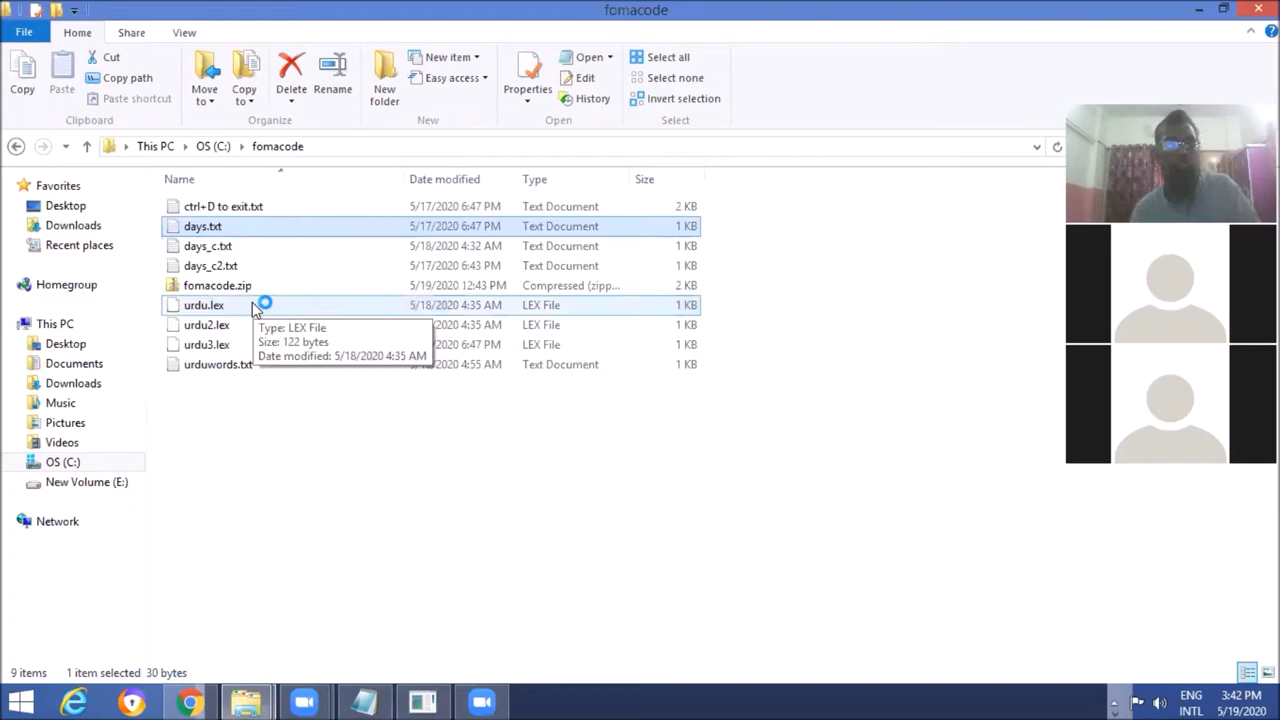 fomacode
File Home Share View
Copy
Paste
Cut
Copy path
Paste shortcut
Clipboard
Move to
Copy to
Delete
Rename
Organize
New folder
New item
Easy access
New
Properties
Open
Edit
History
Open
Select all
Select none
Invert selection
Select
This PC OS (C:) fomacode
Favorites
Desktop
Downloads
Recent places
Homegroup
This PC
Desktop
Documents
Downloads
Music
Pictures
Videos
OS (C:)
New Volume (E:)
Network
Name Date modified Type Size
ctrl+D to exit.txt 5/17/2020 6:47 PM Text Document 2 KB
days.txt 5/17/2020 6:47 PM Text Document 1 KB
days_c.txt 5/18/2020 4:32 AM Text Document 1 KB
days_c2.txt 5/17/2020 6:43 PM Text Document 1 KB
fomacode.zip 5/19/2020 12:43 PM Compressed (zipp... 2 KB
urdu.lex 5/18/2020 4:35 AM LEX File 1 KB
urdu2.lex 4:35 AM LEX File 1 KB
urdu3.lex 6:47 PM LEX File 1 KB
urduwords.txt 4:55 AM Text Document 1 KB
Type: LEX File
Size: 122 bytes
Date modified: 5/18/2020 4:35 AM
9 items 1 item selected 30 bytes
ENG 3:42 PM
INTL 5/19/2020